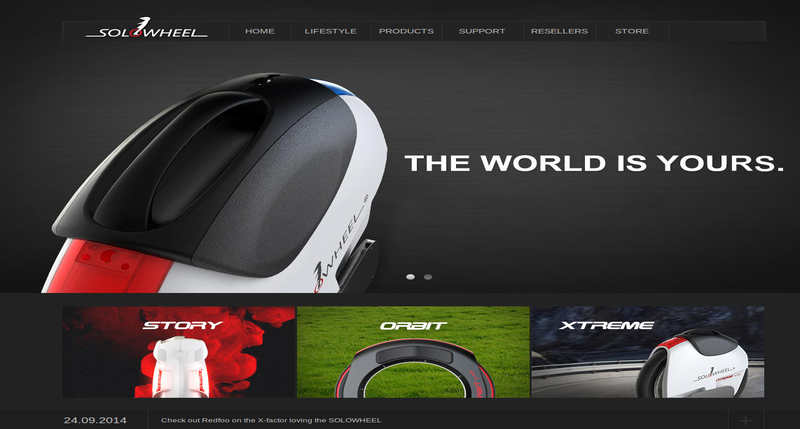 SOLOWHEEL
HOME
LIFESTYLE
PRODUCTS
SUPPORT
RESELLERS
STORE
THE WORLD IS YOURS.
SOLOWHEEL
STORY
ORBIT
XTREME
SOLOWHEEL
24.09.2014
Check out Redfoo on the X-factor loving the SOLOWHEEL